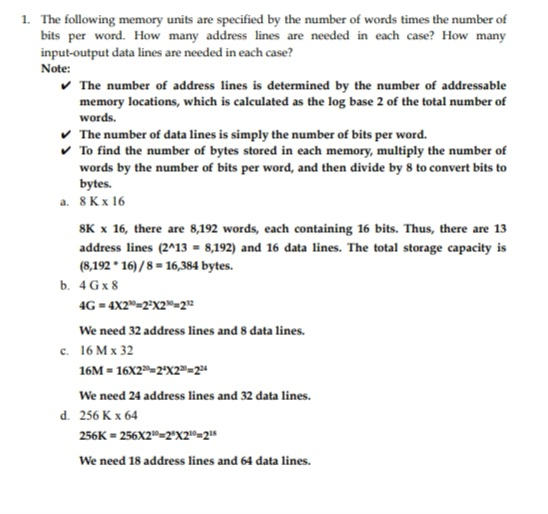 1. The following memory units are specified by the number of words times the number of
bits per word. How many address lines are needed in each case? How many
input-output data lines are needed in each case?
Note:
✔ The number of address lines is determined by the number of addressable
memory locations, which is calculated as the log base 2 of the total number of
words.
✔ The number of data lines is simply the number of bits per word.
✔ To find the number of bytes stored in each memory, multiply the number of
words by the number of bits per word, and then divide by 8 to convert bits to
bytes.
a. 8 K x 16
8K x 16, there are 8,192 words, each containing 16 bits. Thus, there are 13
address lines (2^13 = 8,192) and 16 data lines. The total storage capacity is
(8,192 * 16) / 8 = 16,384 bytes.
b. 4 G x 8
4G = 4X2³⁰=2²X2³⁰=2³²
We need 32 address lines and 8 data lines.
c. 16 M x 32
16M = 16X2²⁰=2⁴X2²⁰=2²⁴
We need 24 address lines and 32 data lines.
d. 256 K x 64
256K = 256X2¹⁰=2⁸X2¹⁰=2¹⁸
We need 18 address lines and 64 data lines.